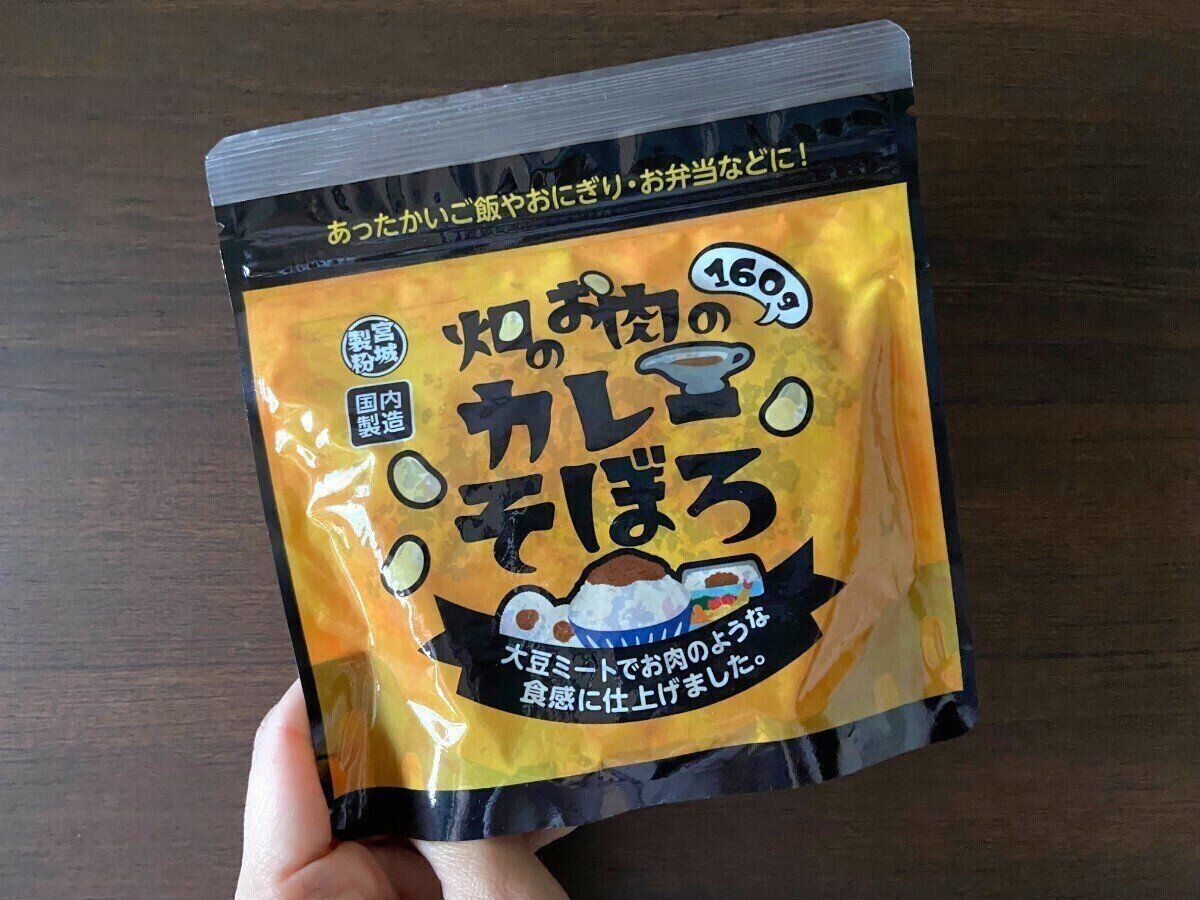 あったかいご飯やおにぎり・お弁当などに!
160g
畑のお肉の
カレー
そぼろ
宮城
製粉
国内
製造
大豆ミートでお肉のような
食感に仕上げました。